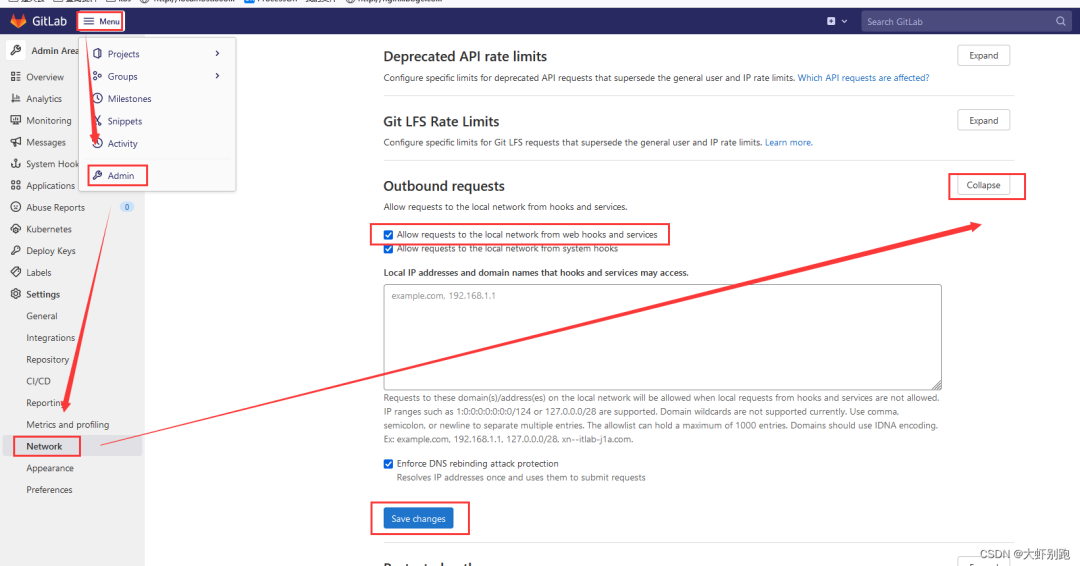 GitLab
Menu
Search GitLab
Admin Area
Overview
Analytics
Monitoring
Messages
System Hook
Applications
Abuse Reports 0
Kubernetes
Deploy Keys
Labels
Settings
General
Integrations
Repository
CI/CD
Reporting
Metrics and profiling
Network
Appearance
Preferences
Projects
Groups
Milestones
Snippets
Activity
Admin
Deprecated API rate limits
Expand
Configure specific limits for deprecated API requests that supersede the general user and IP rate limits. Which API requests are affected?
Git LFS Rate Limits
Expand
Configure specific limits for Git LFS requests that supersede the general user and IP rate limits. Learn more.
Outbound requests
Collapse
Allow requests to the local network from hooks and services.
Allow requests to the local network from web hooks and services
Allow requests to the local network from system hooks
Local IP addresses and domain names that hooks and services may access.
example.com, 192.168.1.1
Requests to these domain(s)/address(es) on the local network will be allowed when local requests from hooks and services are not allowed.
IP ranges such as 1:0:0:0:0:0:0:0/124 or 127.0.0.0/28 are supported. Domain wildcards are not supported currently. Use comma,
semicolon, or newline to separate multiple entries. The allowlist can hold a maximum of 1000 entries. Domains should use IDNA encoding.
Ex: example.com, 192.168.1.1, 127.0.0.0/28, xn--itlab-j1a.com.
Enforce DNS rebinding attack protection
Resolves IP addresses once and uses them to submit requests
Save changes
CSDN @大虾别跑